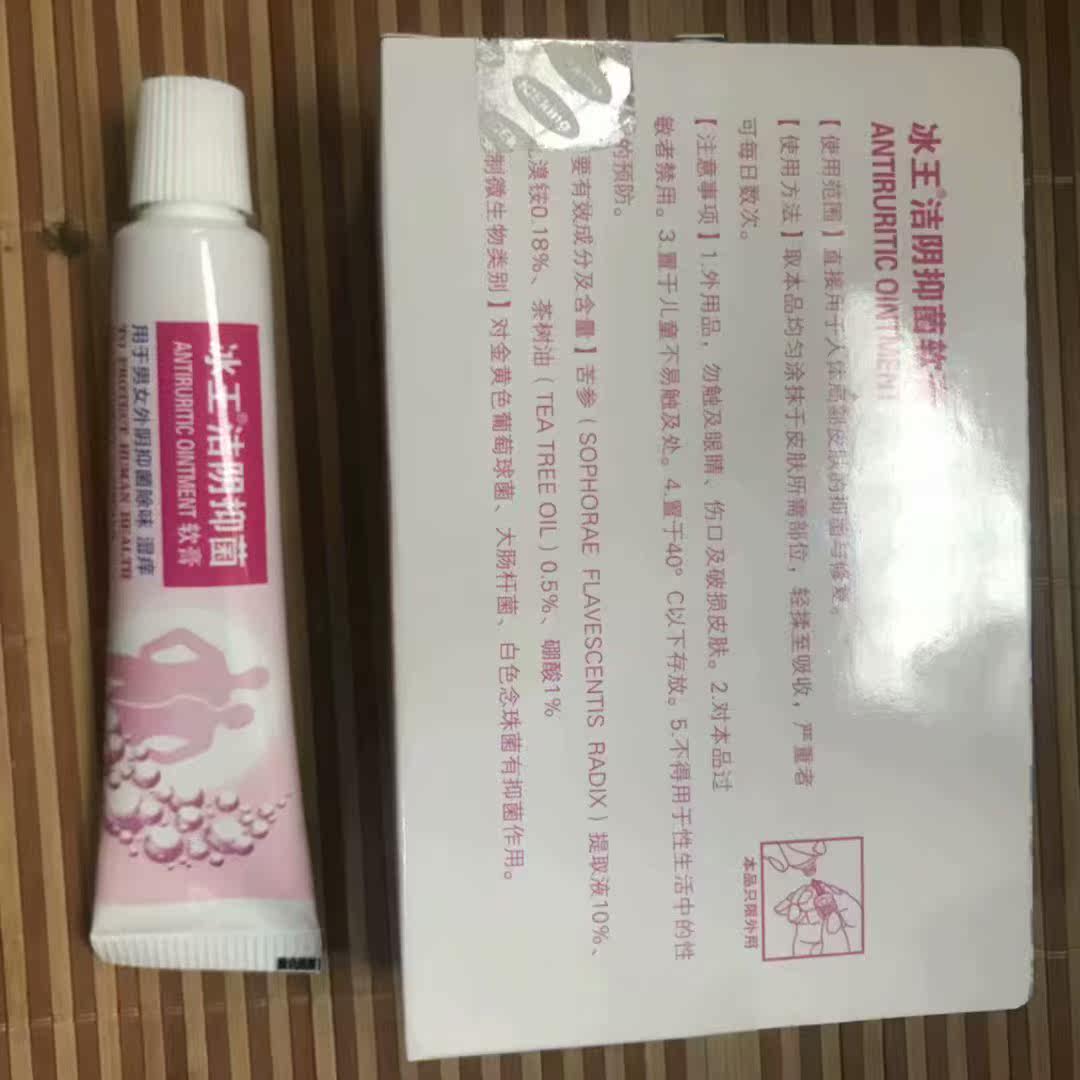 冰王®洁阴抑菌
ANTIRURITIC OINTMENT 软膏
用于男女外阴抑菌除味 湿痒
TO PROTECT HUMAN HEALTH
冰王®洁阴抑菌软
ANTIRURITIC OINTMENT
【使用范围】直接用于人体局部皮肤的抑菌与修爱。
【使用方法】取本品均匀涂抹于皮肤所需部位，轻揉至吸收，严重者
可每日数次。
【注意事项】1.外用品，勿触及眼睛、伤口及破损皮肤。2.对本品过
敏者禁用。3.置于儿童不易触及处。4.置于40°C以下存放。5.不得用于性生活中的性
的预防。
要有效成分及含量】苦参（SOPHORAE FLAVESCENTIS RADIX）提取液10%、
溴铵0.18%、茶树油（TEA TREE OIL）0.5%、硼酸1%
制微生物类别】对金黄色葡萄球菌、大肠杆菌、白色念珠菌有抑菌作用。
本品只限外用